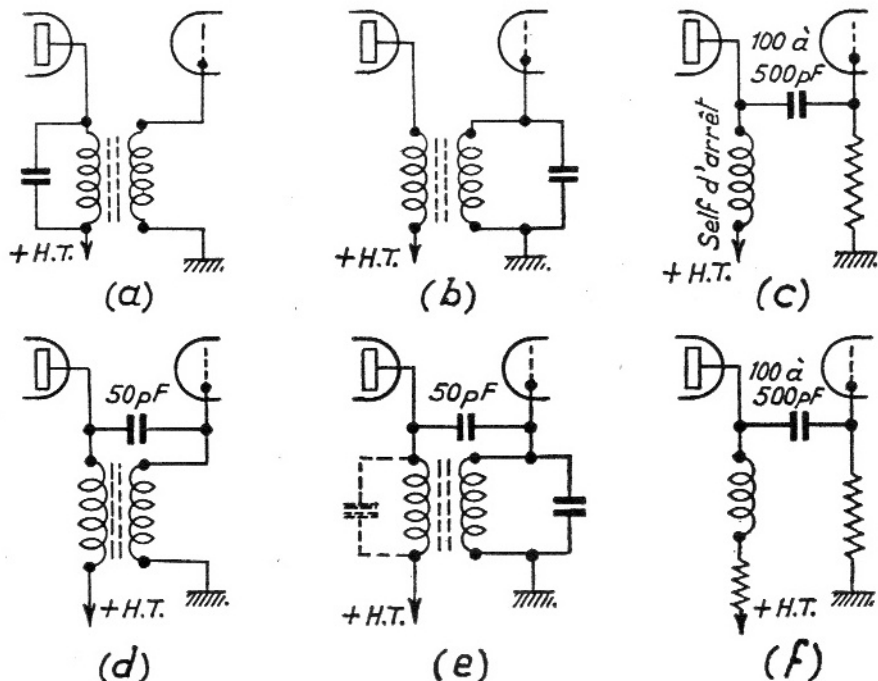 100 à
500pF
Self d'arrêt
+ H.T.
+ H.T.
+ H.T.
(a)
(b)
(c)
50pF
50pF
100 à
500pF
+ H.T.
+ H.T.
+ H.T.
(d)
(e)
(f)